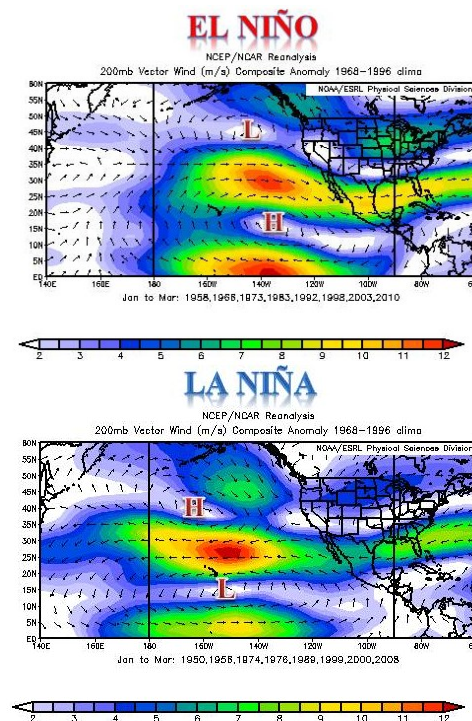 EL NIÑO
NCEP/NCAR Reanalysis
200mb Vector Wind (m/s) Composite Anomaly 1968-1996 clima
NOAA/ESRL Physical Sciences Division
60N
55N
50N
45N
L
40N
35N
30N
25N
20N
H
15N
10N
5N
EQ
140E 160E 180 160W 140W 120W 100W 80W
Jan to Mar: 1958,1966,1973,1983,1992,1998,2003,2010
2 3 4 5 6 7 8 9 10 11 12
LA NIÑA
NCEP/NCAR Reanalysis
200mb Vector Wind (m/s) Composite Anomaly 1968-1996 clima
NOAA/ESRL Physical Sciences Division
60N
55N
50N
45N
H
40N
35N
30N
25N
20N
L
15N
10N
5N
EQ
140E 160E 180 160W 140W 120W 100W 80W
Jan to Mar: 1950,1956,1974,1976,1989,1999,2000,2008
2 3 4 5 6 7 8 9 10 11 12